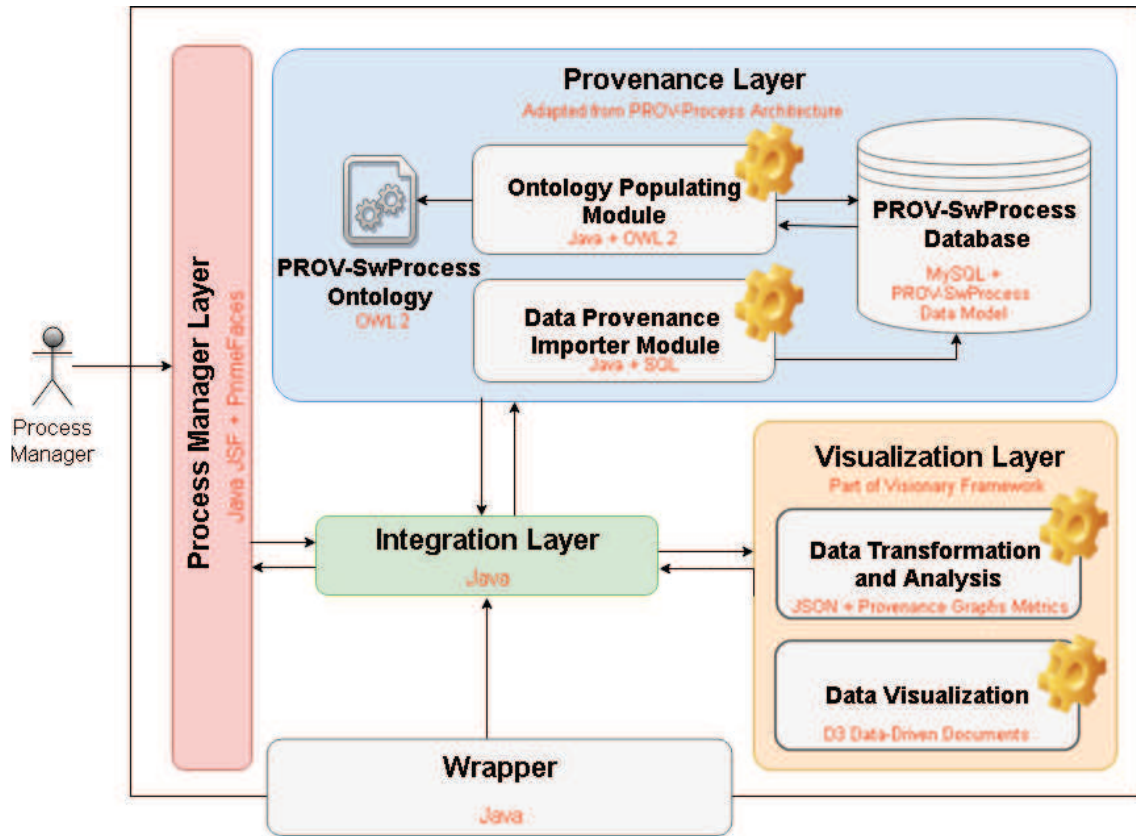 Provenance Layer
Adapted from PROV-Process Architecture
Ontology Populating
Module
Java + OWL 2
PROV-SwProcess
Database
MySQL +
PROV-SwProcess
Data Model
PROV-SwProcess
Ontology
OWL 2
Data Provenance
Importer Module
Java + SQL
Process Manager Layer
Java JSF + PrimeFaces
Process
Manager
Visualization Layer
Part of Visionary Framework
Data Transformation
and Analysis
JSON + Provenance Graphs Metrics
Data Visualization
D3 Data-Driven Documents
Integration Layer
Java
Wrapper
Java